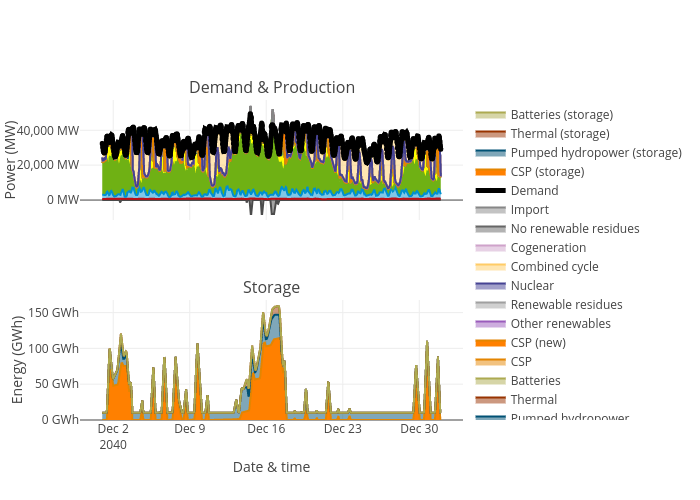 Demand & Production
Power (MW)
40,000 MW
20,000 MW
0 MW
Storage
Energy (GWh)
150 GWh
100 GWh
50 GWh
0 GWh
Dec 2
2040
Dec 9
Dec 16
Dec 23
Dec 30
Date & time
Batteries (storage)
Thermal (storage)
Pumped hydropower (storage)
CSP (storage)
Demand
Import
No renewable residues
Cogeneration
Combined cycle
Nuclear
Renewable residues
Other renewables
CSP (new)
CSP
Batteries
Thermal
Pumped hydropower